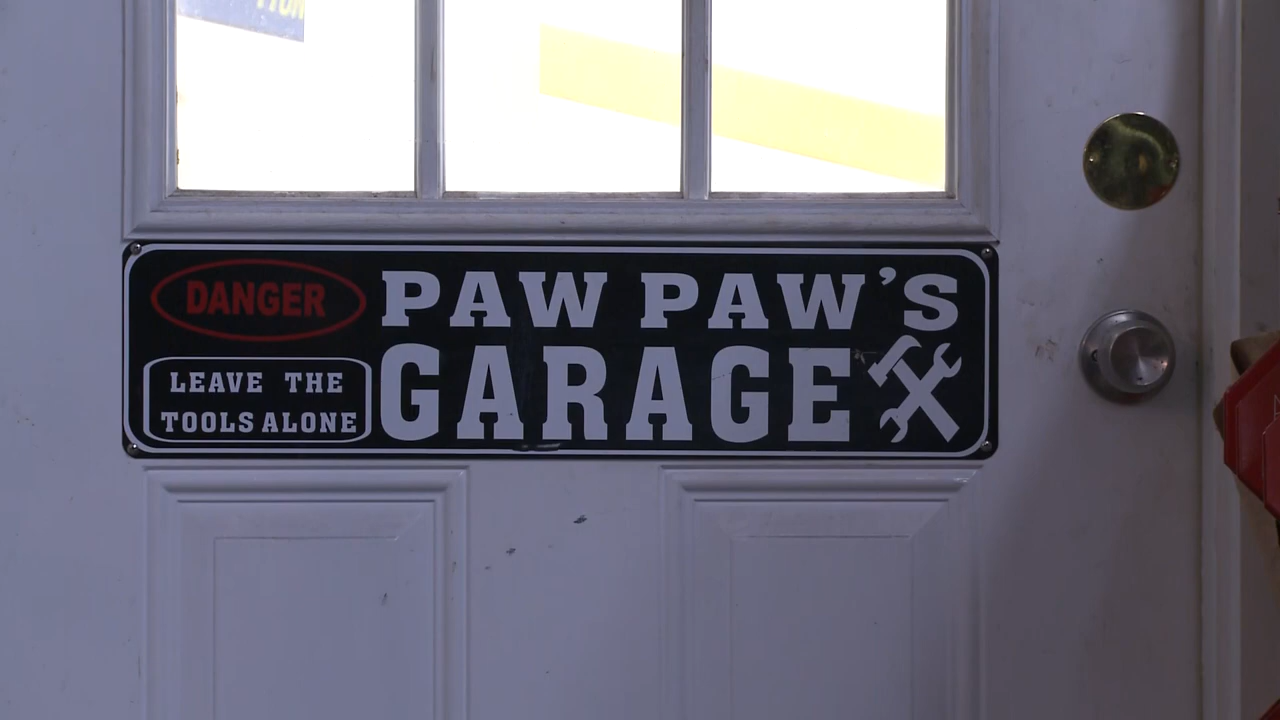 DANGER
PAW PAW'S
GARAGE
LEAVE THE
TOOLS ALONE